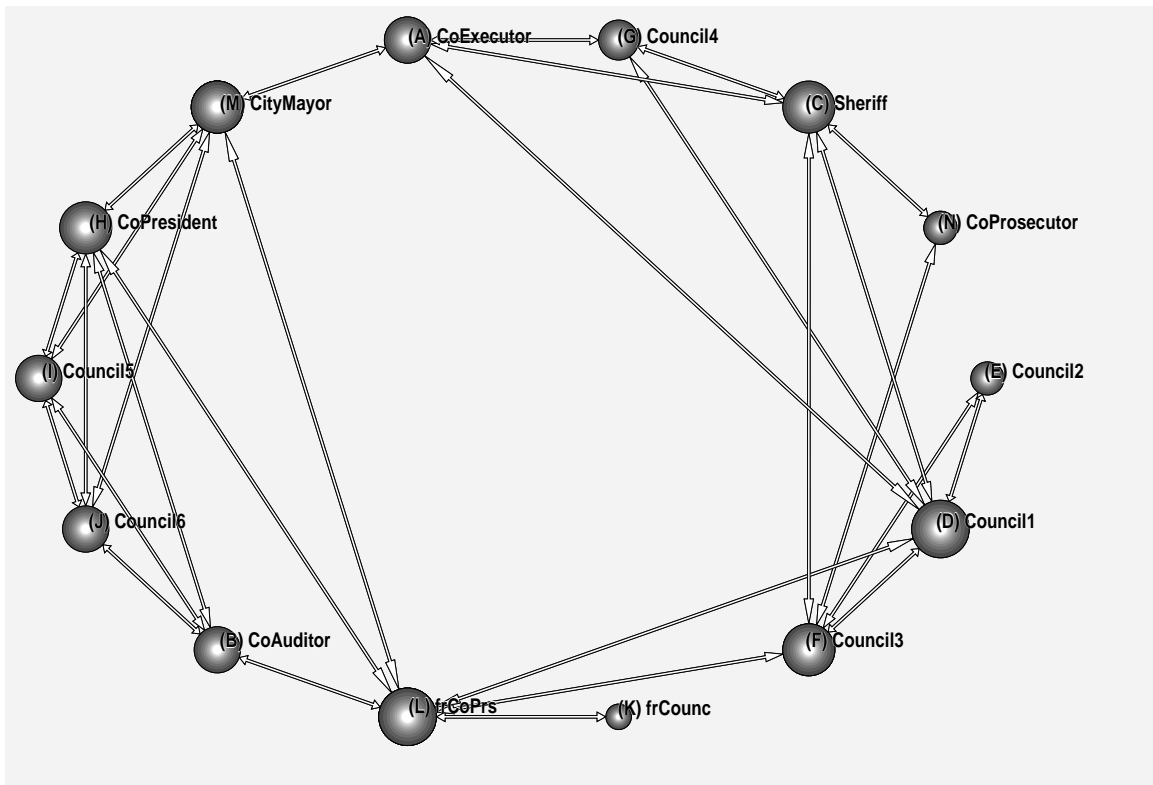 (A) CoExecutor
(G) Council4
(M) CityMayor
(C) Sheriff
(H) CoPresident
(N) CoProsecutor
(I) Council5
(E) Council2
(J) Council6
(D) Council1
(B) CoAuditor
(F) Council3
(L) frCoPrs
(K) frCounc